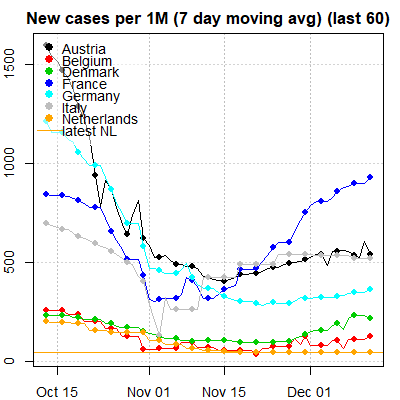 New cases per 1M (7 day moving avg) (last 60)
1500
1000
500
0
Austria
Belgium
Denmark
France
Germany
Italy
Netherlands
latest NL
Oct 15
Nov 01
Nov 15
Dec 01